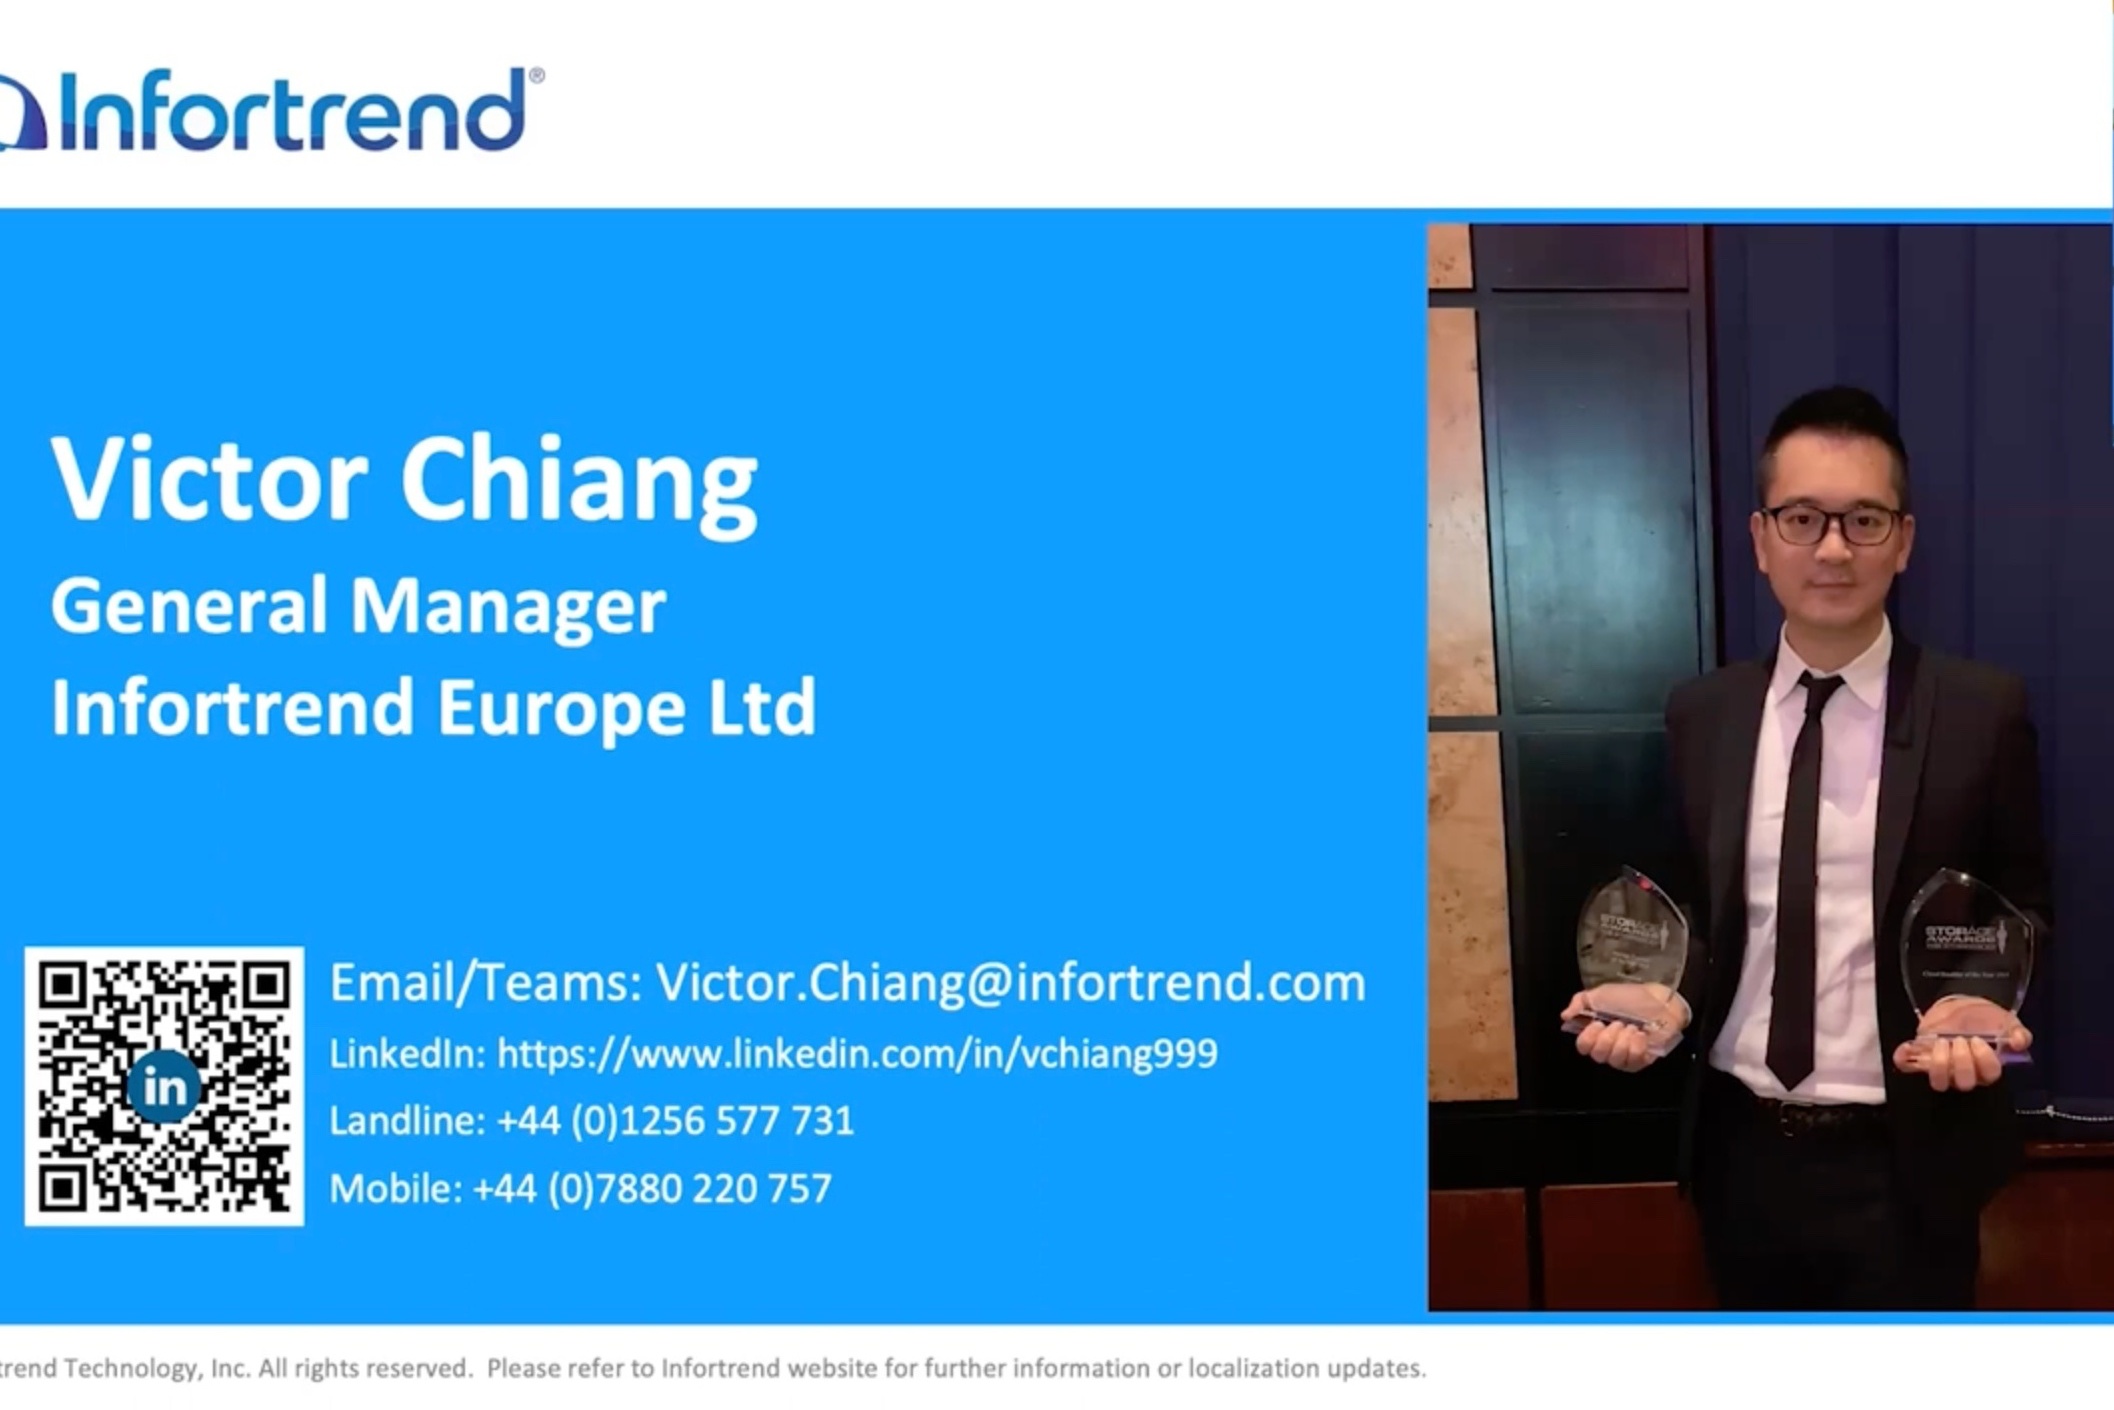 Infortrend®
Victor Chiang
General Manager
Infortrend Europe Ltd
in
Email/Teams: Victor.Chiang@infortrend.com
LinkedIn: https://www.linkedin.com/in/vchiang999
Landline: +44 (0)1256 577 731
Mobile: +44 (0)7880 220 757
STORAGE
AWARDS
STORAGE
AWARDS
trend Technology, Inc. All rights reserved. Please refer to Infortrend website for further information or localization updates.